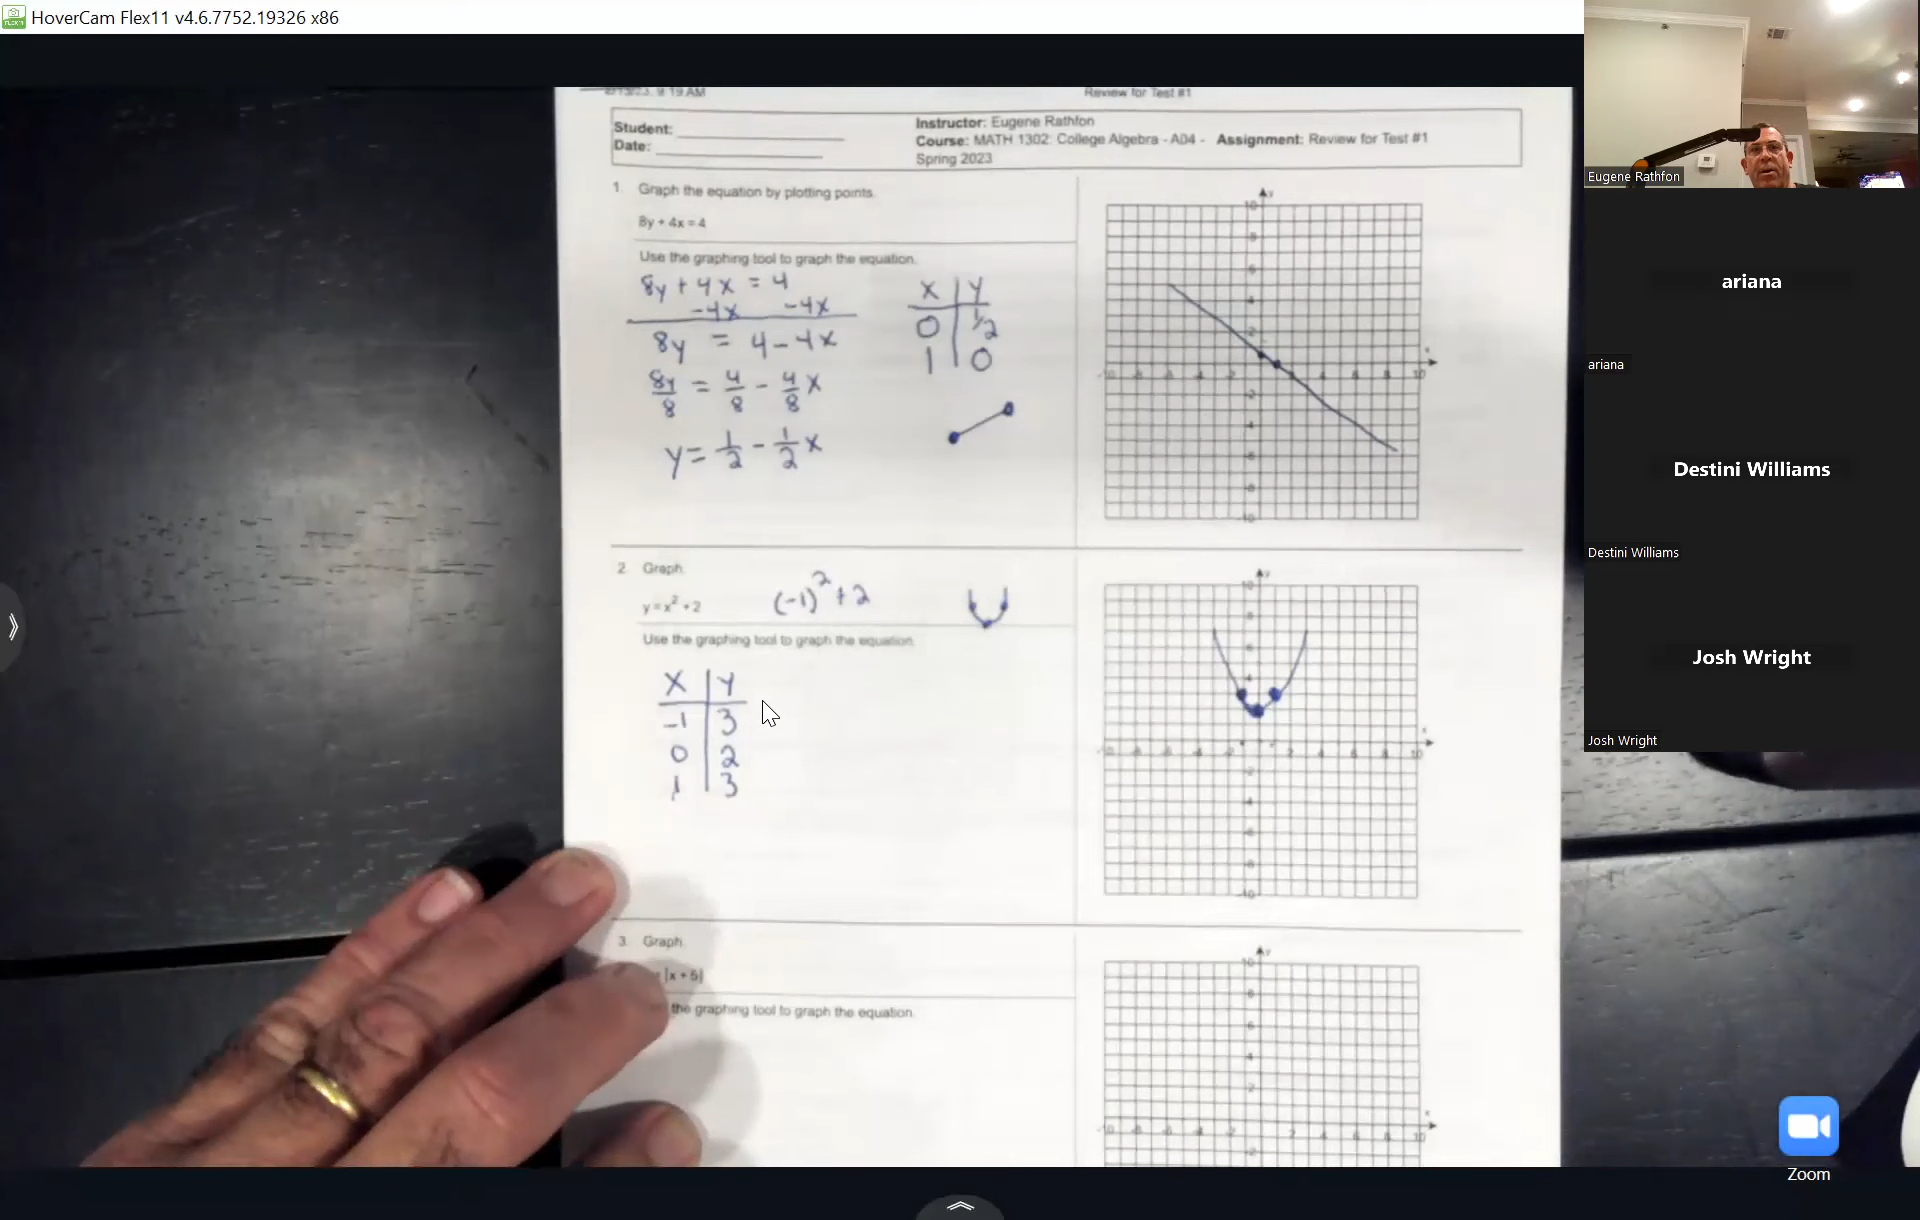 HoverCam Flex11 v4.6.7752.19326 x86
9:19 AM
Review for Test #1
Student:
Date:
Instructor: Eugene Rathfon
Course: MATH 1302: College Algebra - A04 -
Spring 2023
Assignment: Review for Test #1
1. Graph the equation by plotting points.
8y + 4x = 4
Use the graphing tool to graph the equation.
8y + 4x = 4
-4x -4x
8y = 4 - 4x
8y/8 = 4/8 - 4/8 x
y = 1/2 - 1/2 x
X | Y
0 | 1/2
1 | 0
2. Graph.
y = x² + 2
(-1)² + 2
Use the graphing tool to graph the equation.
X | Y
-1 | 3
0 | 2
1 | 3
3. Graph.
|x + 5|
the graphing tool to graph the equation.
Eugene Rathfon
ariana
ariana
Destini Williams
Destini Williams
Josh Wright
Josh Wright
Zoom